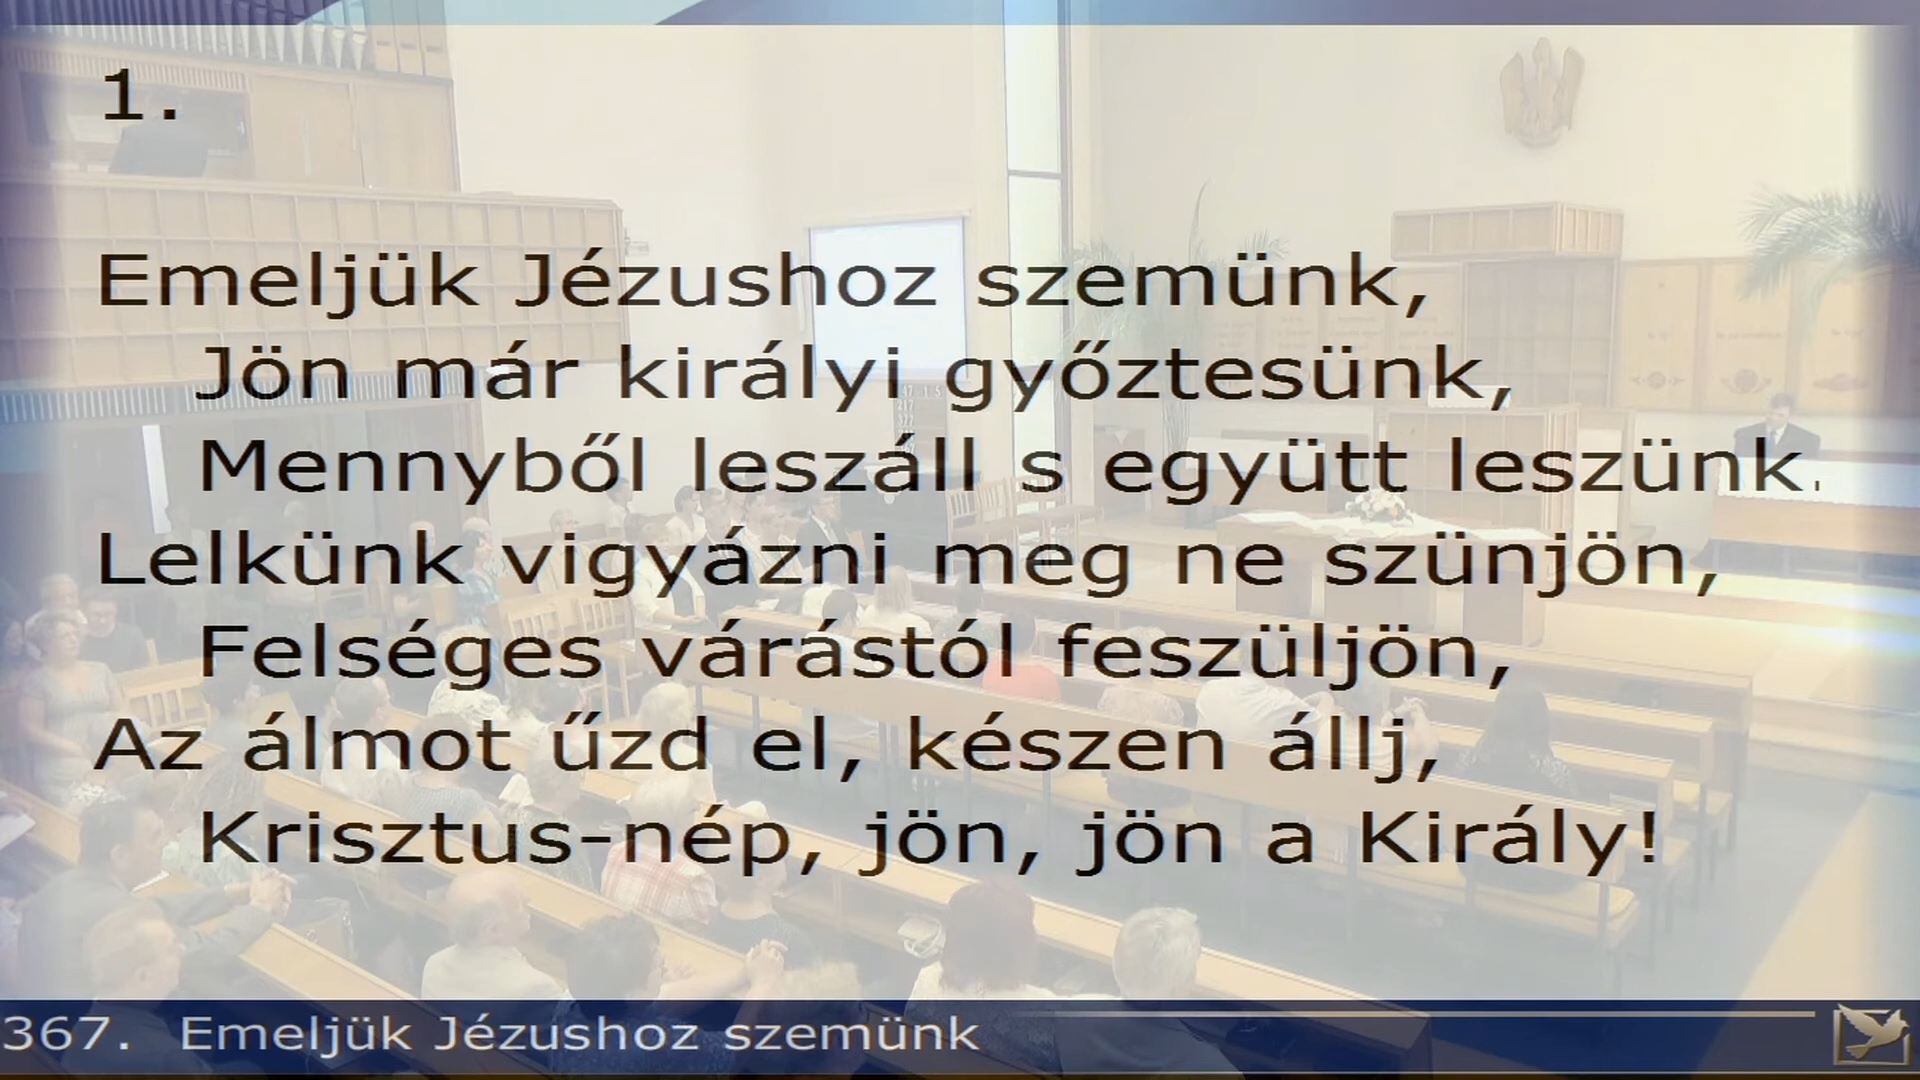 1.
Emeljük Jézushoz szemünk,
Jön már királyi győztesünk,
Mennyből leszáll s együtt leszünk.
Lelkünk vigyázni meg ne szünjön,
Felséges várástól feszüljön,
Az álmot űzd el, készen állj,
Krisztus-nép, jön, jön a Király!
367. Emeljük Jézushoz szemünk